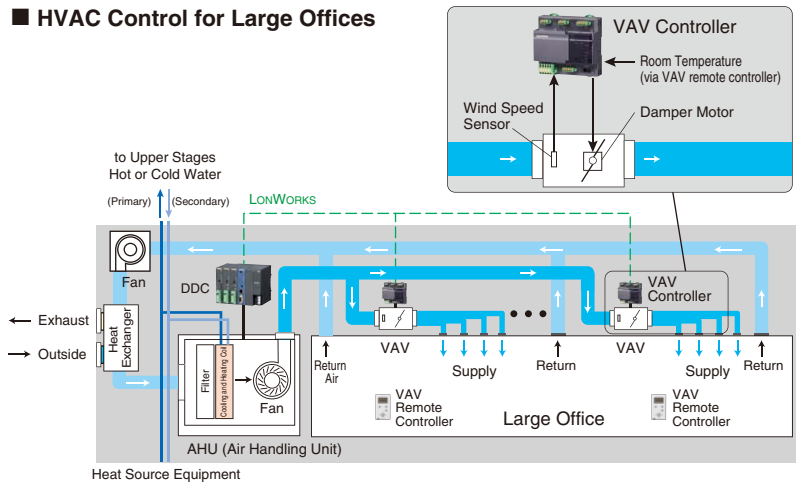 ■ HVAC Control for Large Offices
VAV Controller
Room Temperature
(via VAV remote controller)
Wind Speed
Sensor
Damper Motor
to Upper Stages
Hot or Cold Water
(Primary)
(Secondary)
LONWORKS
Fan
DDC
VAV
Controller
Exhaust
Outside
Heat
Exchanger
Filter
Cooling and Heating Coil
Fan
VAV
VAV
Return
Air
Supply
Return
Supply
Return
VAV
Remote
Controller
Large Office
VAV
Remote
Controller
AHU (Air Handling Unit)
Heat Source Equipment